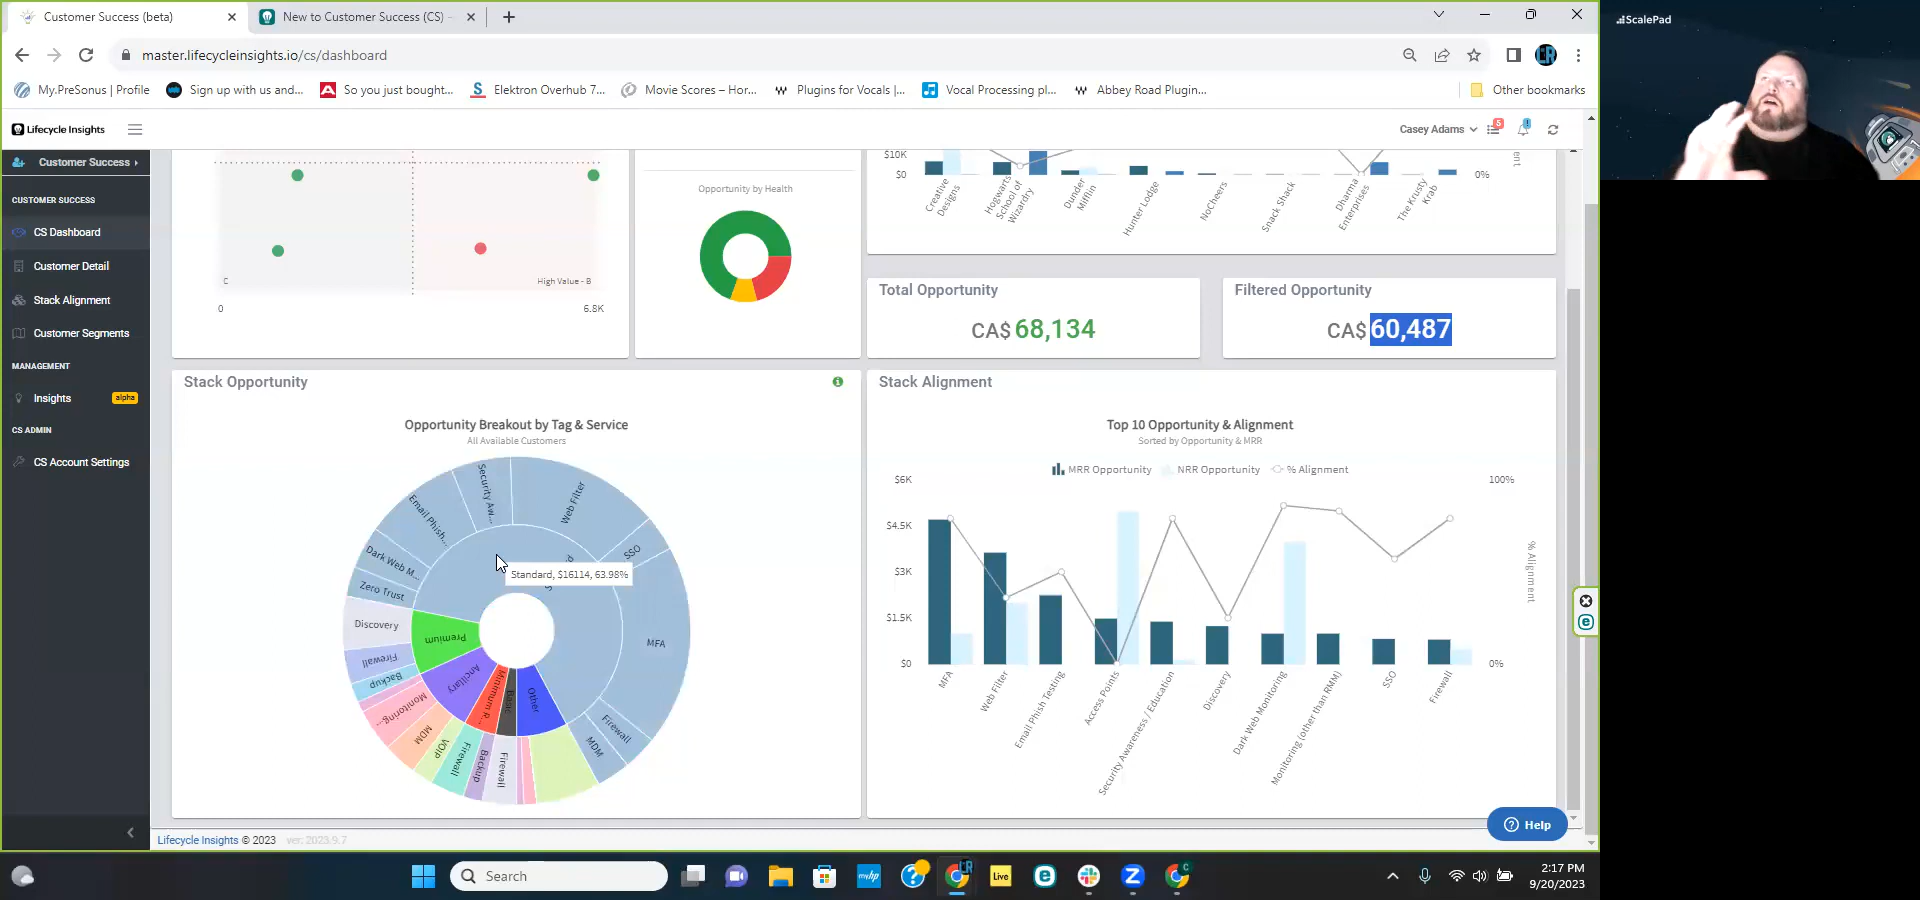 Customer Success (beta)
New to Customer Success (CS) -
master.lifecycleinsights.io/cs/dashboard
My.PreSonus | Profile
Sign up with us and...
So you just bought...
Elektron Overhub 7...
Movie Scores – Hor...
Plugins for Vocals |...
Vocal Processing pl...
Abbey Road Plugin...
Other bookmarks
ScalePad
Lifecycle Insights
Casey Adams
5
Customer Success
CUSTOMER SUCCESS
CS Dashboard
Customer Detail
Stack Alignment
Customer Segments
MANAGEMENT
Insights
alpha
CS ADMIN
CS Account Settings
C
High Value - B
0
6.8K
Opportunity by Health
$10K
$0
0%
ent
Creative Designs
Hogwarts School of Wizardry
Dunder Mifflin
Hunter Lodge
NoCheers
Snack Shack
Dharma Enterprises
The Krusty Krab
Total Opportunity
CA$ 68,134
Filtered Opportunity
CA$ 60,487
Stack Opportunity
Opportunity Breakout by Tag & Service
All Available Customers
Security Aw...
Web Filter
Email Phish...
SSO
Dark Web M...
Zero Trust
Standard, $16114, 63.98%
Discovery
Premium
MFA
Firewall
Backup
Ancillary
Minimum R...
Basic
Other
Monitoring...
MDM
VOIP
Firewall
Backup
Firewall
MDM
Firewall
Stack Alignment
Top 10 Opportunity & Alignment
Sorted by Opportunity & MRR
MRR Opportunity
NRR Opportunity
% Alignment
$6K
$4.5K
$3K
$1.5K
$0
100%
0%
% Alignment
MFA
Web Filter
Email Phish Testing
Access Points
Security Awareness / Education
Discovery
Dark Web Monitoring
Monitoring (other than RMM)
SSO
Firewall
Help
Lifecycle Insights © 2023
ver: 2023.9.7
Search
myhp
Live
2:17 PM
9/20/2023